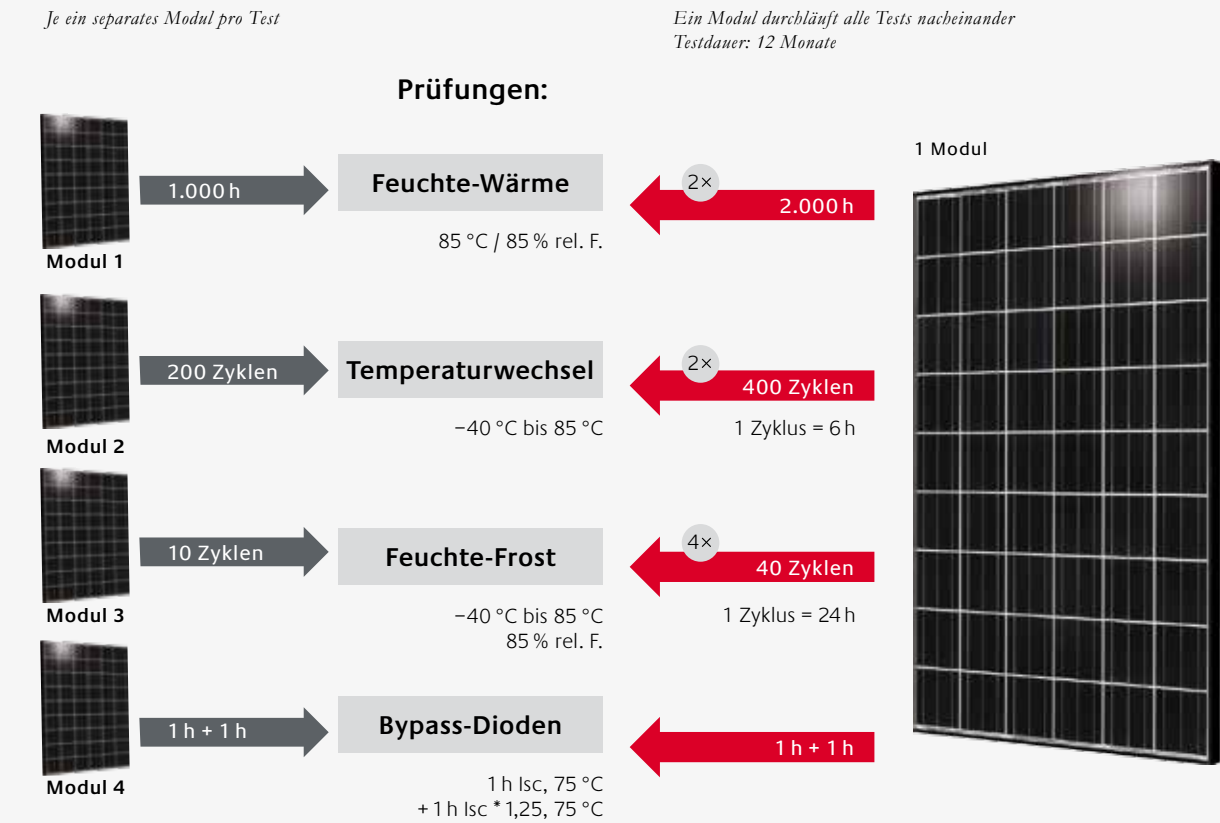 Je ein separates Modul pro Test
Ein Modul durchläuft alle Tests nacheinander
Testdauer: 12 Monate
Prüfungen:
1 Modul
1.000 h
Feuchte-Wärme
2×
2.000 h
85 °C / 85 % rel. F.
Modul 1
200 Zyklen
Temperaturwechsel
2×
400 Zyklen
−40 °C bis 85 °C
1 Zyklus = 6 h
Modul 2
10 Zyklen
Feuchte-Frost
4×
40 Zyklen
−40 °C bis 85 °C
85 % rel. F.
1 Zyklus = 24 h
Modul 3
1 h + 1 h
Bypass-Dioden
1 h + 1 h
1 h Isc, 75 °C
+ 1 h Isc * 1,25, 75 °C
Modul 4